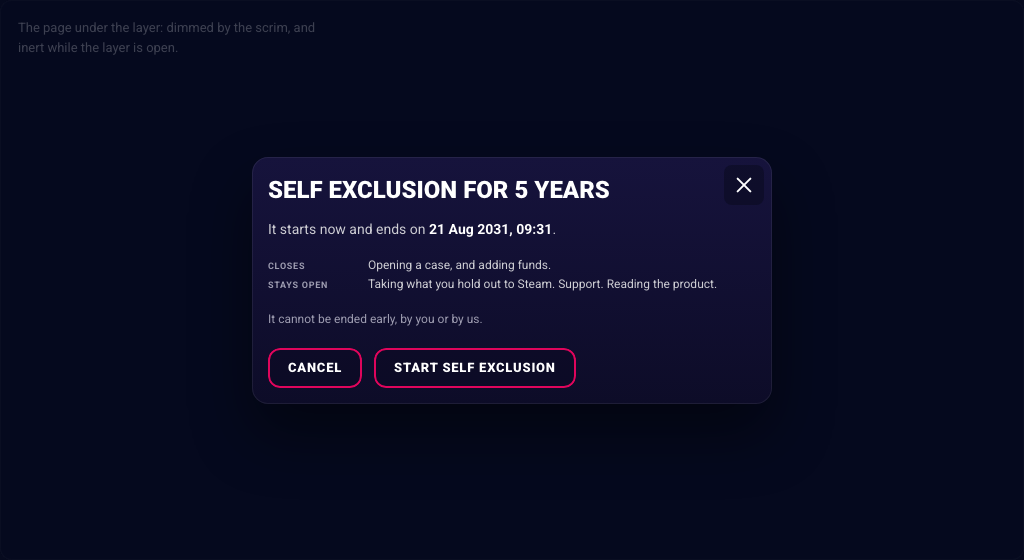 The page under the layer: dimmed by the scrim, and
inert while the layer is open.
SELF EXCLUSION FOR 5 YEARS
It starts now and ends on 21 Aug 2031, 09:31.
CLOSES Opening a case, and adding funds.
STAYS OPEN Taking what you hold out to Steam. Support. Reading the product.
It cannot be ended early, by you or by us.
CANCEL START SELF EXCLUSION